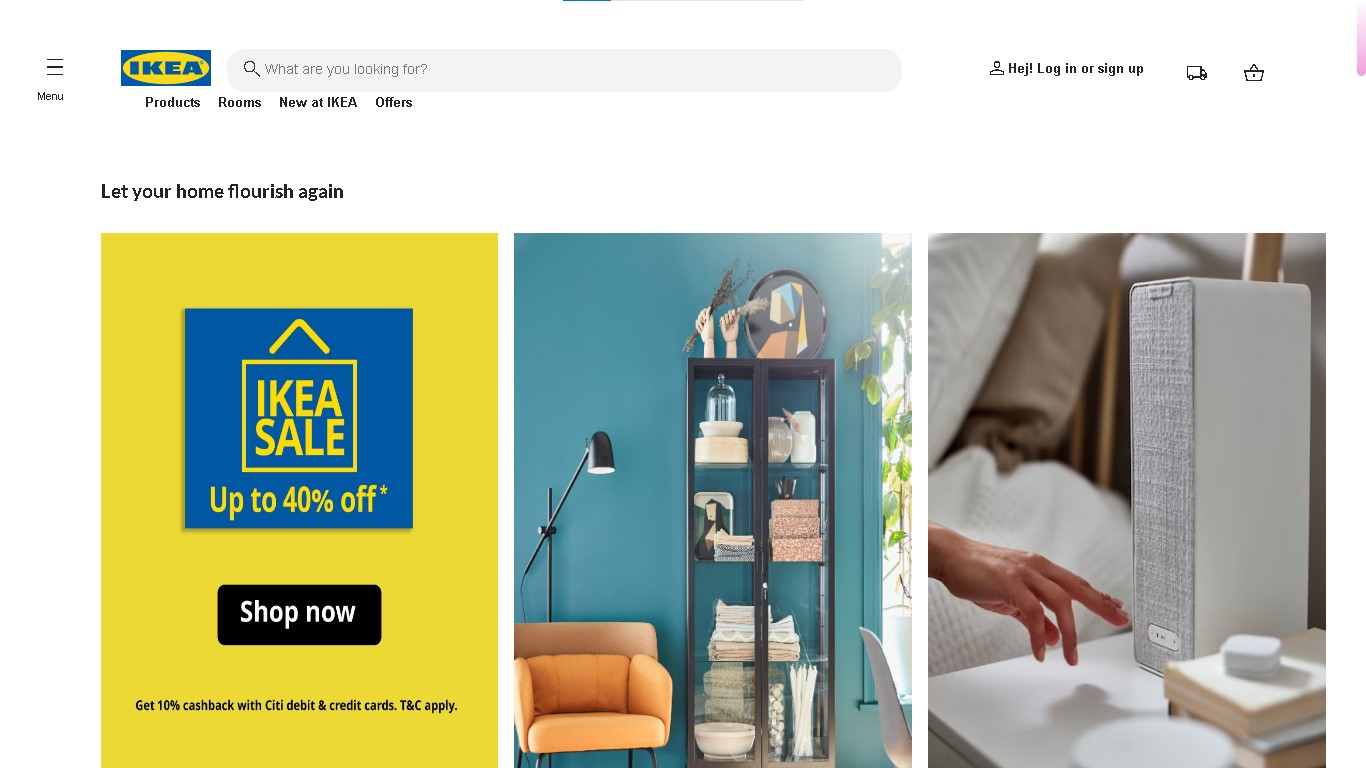 IKEA
What are you looking for?
Hej! Log in or sign up
Menu
Products
Rooms
New at IKEA
Offers
Let your home flourish again
IKEA
SALE
Up to 40% off*
Shop now
Get 10% cashback with Citi debit & credit cards. T&C apply.